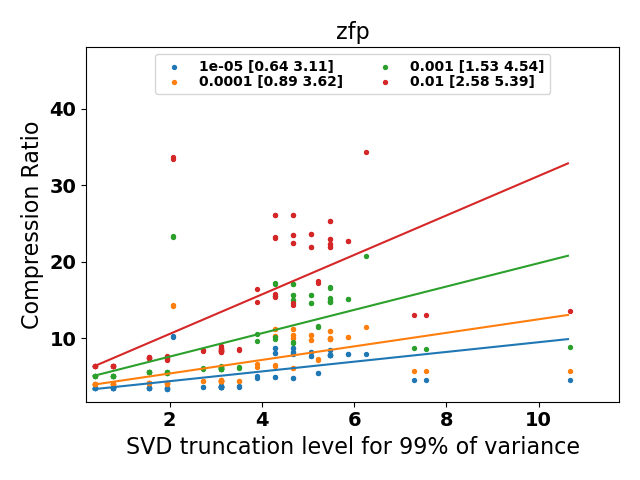 zfp
1e-05 [0.64 3.11]
0.0001 [0.89 3.62]
0.001 [1.53 4.54]
0.01 [2.58 5.39]
Compression Ratio
40
30
20
10
2 4 6 8 10
SVD truncation level for 99% of variance